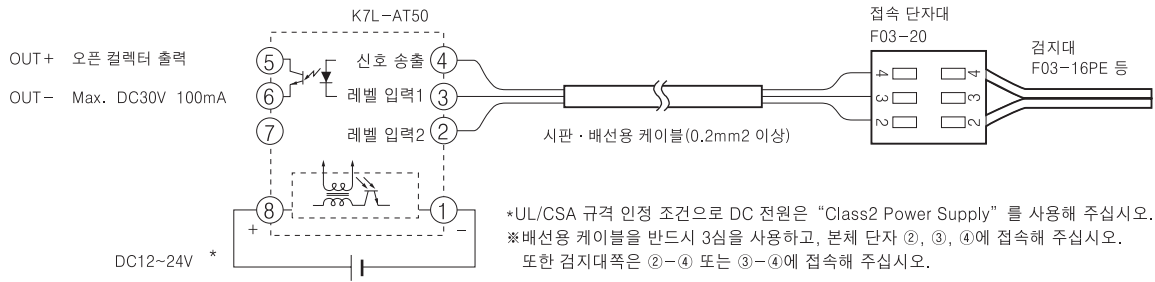 K7L-AT50
접속 단자대
F03-20
검지대
F03-16PE 등
OUT+ 오픈 컬렉터 출력
OUT- Max. DC30V 100mA
⑤
⑥
⑦
⑧
신호 송출 ④
레벨 입력1 ③
레벨 입력2 ②
①
+
-
4 4
3 3
2 2
시판·배선용 케이블(0.2mm2 이상)
DC12~24V *
*UL/CSA 규격 인정 조건으로 DC 전원은 “Class2 Power Supply” 를 사용해 주십시오.
※배선용 케이블을 반드시 3심을 사용하고, 본체 단자 ②, ③, ④에 접속해 주십시오.
또한 검지대쪽은 ②-④ 또는 ③-④에 접속해 주십시오.